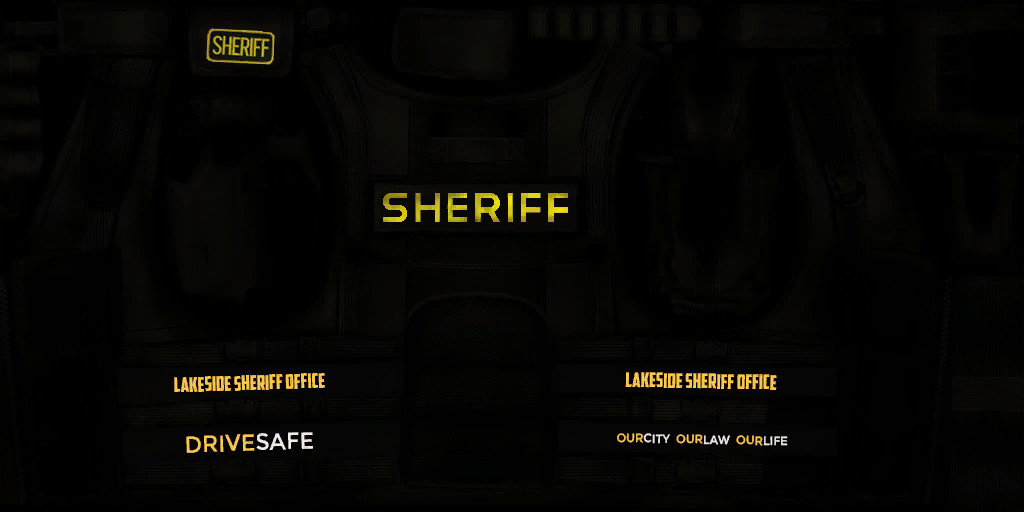 SHERIFF
SHERIFF
LAKESIDE SHERIFF OFFICE
LAKESIDE SHERIFF OFFICE
DRIVESAFE
OURCITY OURLAW OURLIFE